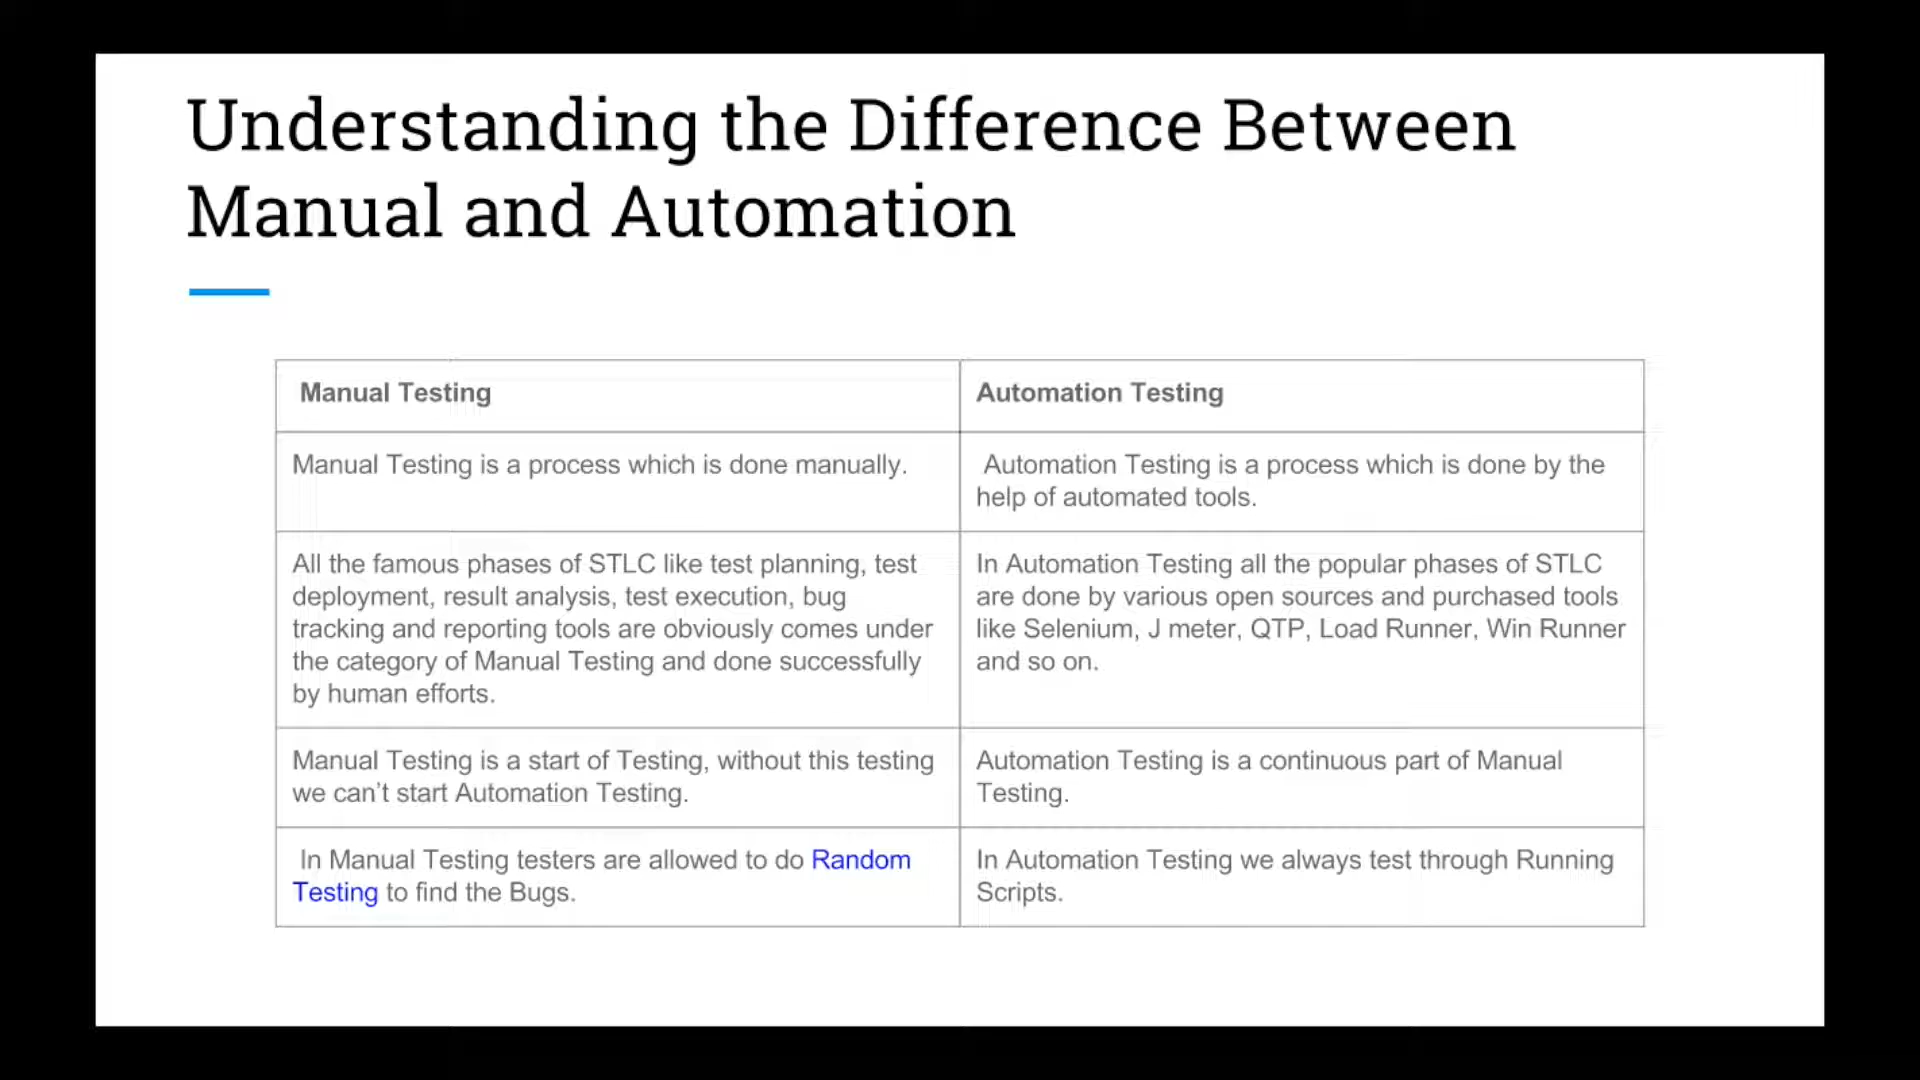 Understanding the Difference Between
Manual and Automation
Manual Testing
Automation Testing
Manual Testing is a process which is done manually.
Automation Testing is a process which is done by the
help of automated tools.
All the famous phases of STLC like test planning, test
deployment, result analysis, test execution, bug
tracking and reporting tools are obviously comes under
the category of Manual Testing and done successfully
by human efforts.
In Automation Testing all the popular phases of STLC
are done by various open sources and purchased tools
like Selenium, J meter, QTP, Load Runner, Win Runner
and so on.
Manual Testing is a start of Testing, without this testing
we can't start Automation Testing.
Automation Testing is a continuous part of Manual
Testing.
In Manual Testing testers are allowed to do Random
Testing to find the Bugs.
In Automation Testing we always test through Running
Scripts.